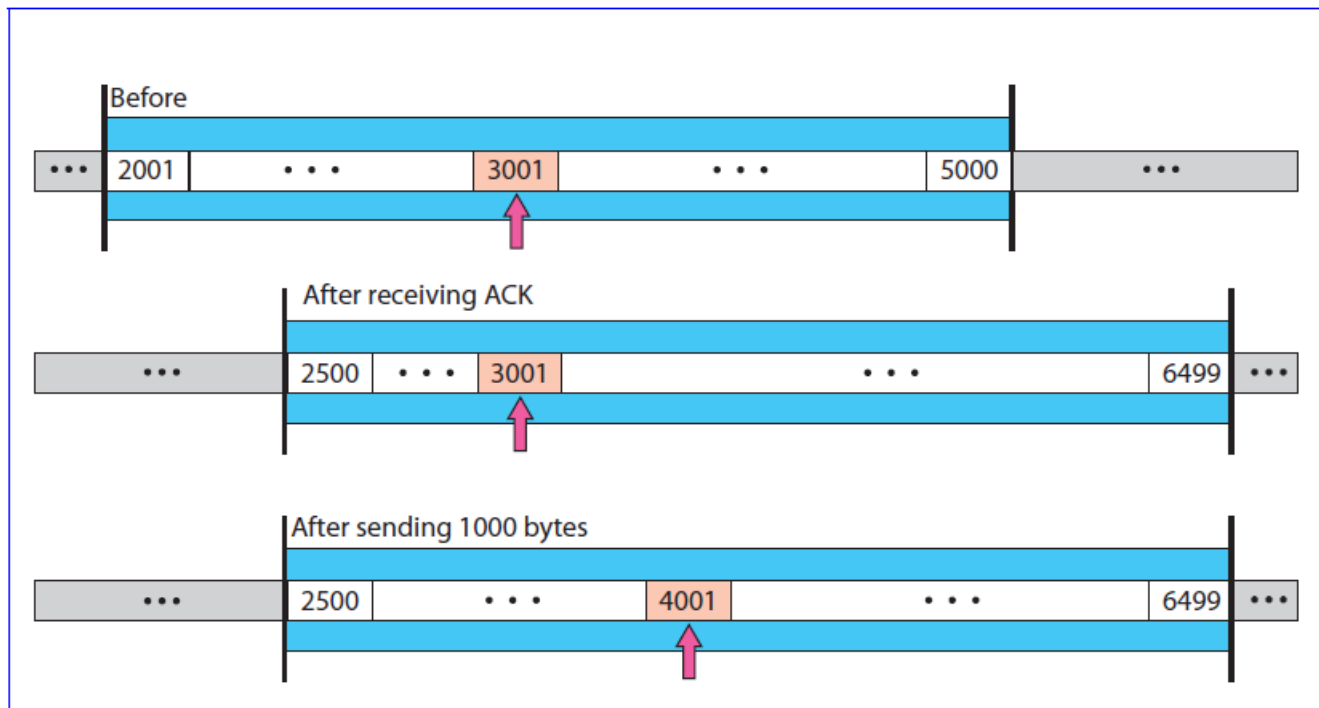 Before
••• 2001 • • • 3001 • • • 5000 •••
After receiving ACK
••• 2500 • • • 3001 • • • 6499 •••
After sending 1000 bytes
••• 2500 • • • 4001 • • • 6499 •••